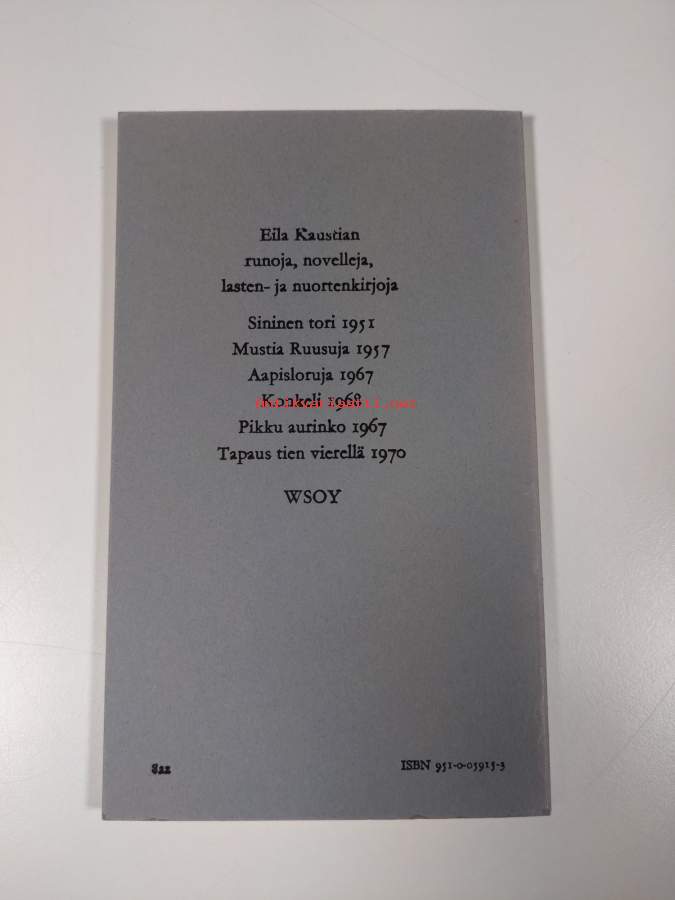 Eila Kaustian
runoja, novelleja,
lasten- ja nuortenkirjoja
Sininen tori 1951
Mustia Ruusuja 1957
Aapisloruja 1967
1968
Pikku aurinko 1967
Tapaus tien vierellä 1970
WSOY
822
ISBN 951-0-05915-3